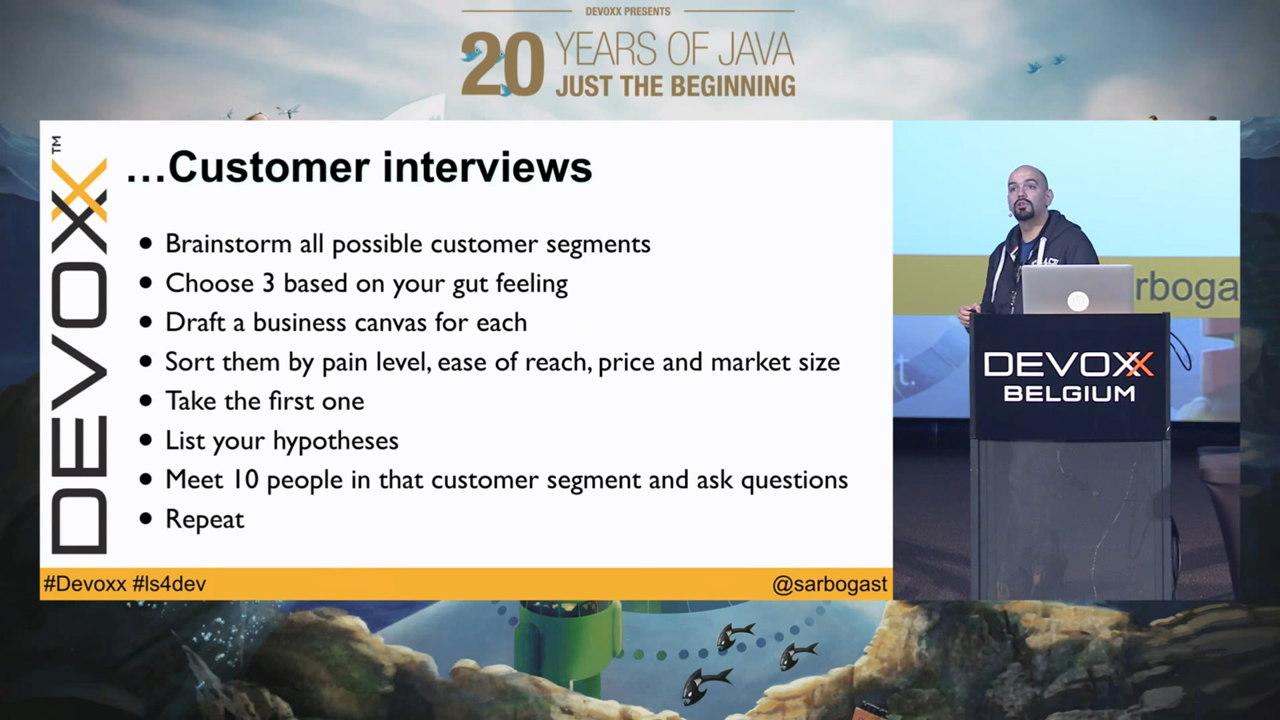 DEVOXX PRESENTS
20 YEARS OF JAVA
JUST THE BEGINNING
DEVOXX™
...Customer interviews
• Brainstorm all possible customer segments
• Choose 3 based on your gut feeling
• Draft a business canvas for each
• Sort them by pain level, ease of reach, price and market size
• Take the first one
• List your hypotheses
• Meet 10 people in that customer segment and ask questions
• Repeat
#Devoxx #ls4dev
@sarbogast
rboga
t.
DEVOXX
BELGIUM